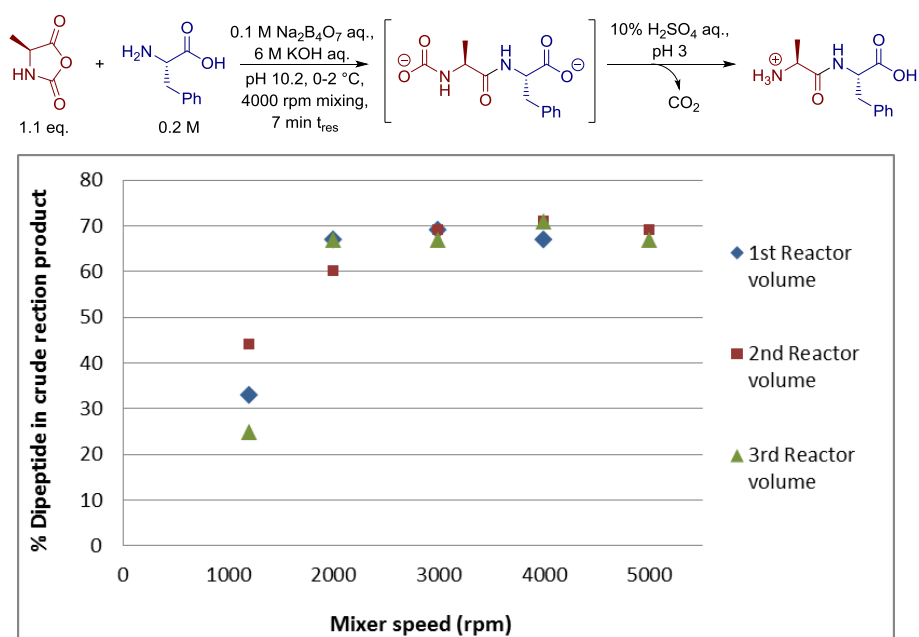 O
O
HN
O
1.1 eq.
+
H₂N
O
OH
Ph
0.2 M
0.1 M Na₂B₄O₇ aq.,
6 M KOH aq.
pH 10.2, 0-2 °C,
4000 rpm mixing,
7 min tres
O
⊖O
N
H
O
H
N
O
O⊖
Ph
10% H₂SO₄ aq.,
pH 3
CO₂
⊕
H₃N
O
H
N
O
OH
Ph
% Dipeptide in crude rection product
80
70
60
50
40
30
20
10
0
0 1000 2000 3000 4000 5000
Mixer speed (rpm)
1st Reactor
volume
2nd Reactor
volume
3rd Reactor
volume